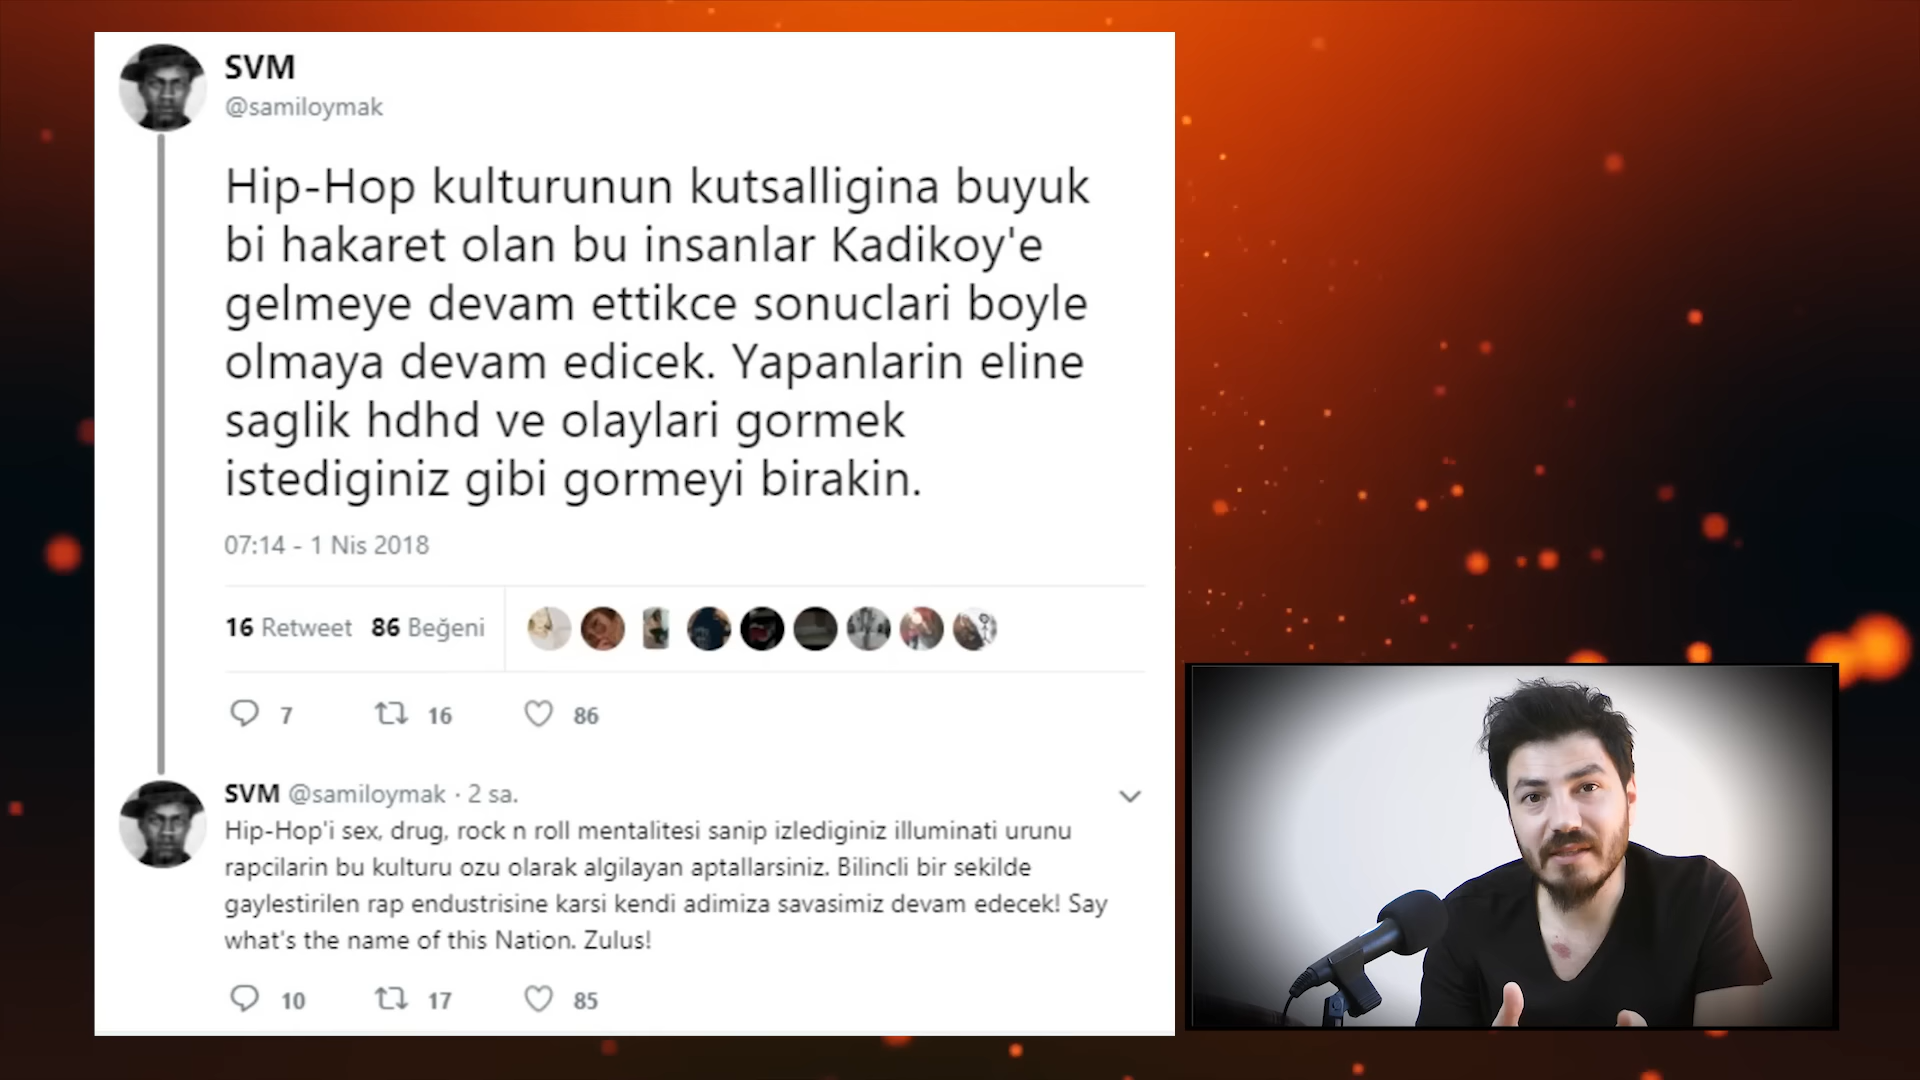 SVM
@samiloymak
Hip-Hop kulturunun kutsalligina buyuk
bi hakaret olan bu insanlar Kadikoy'e
gelmeye devam ettikce sonuclari boyle
olmaya devam edicek. Yapanlarin eline
saglik hdhd ve olaylari gormek
istediginiz gibi gormeyi birakin.
07:14 - 1 Nis 2018
16 Retweet 86 Beğeni
7 16 86
SVM @samiloymak · 2 sa.
Hip-Hop'i sex, drug, rock n roll mentalitesi sanip izlediginiz illuminati urunu
rapcilarin bu kulturu ozu olarak algilayan aptallarsiniz. Bilincli bir sekilde
gaylestirilen rap endustrisine karsi kendi adimiza savasimiz devam edecek! Say
what's the name of this Nation. Zulus!
10 17 85